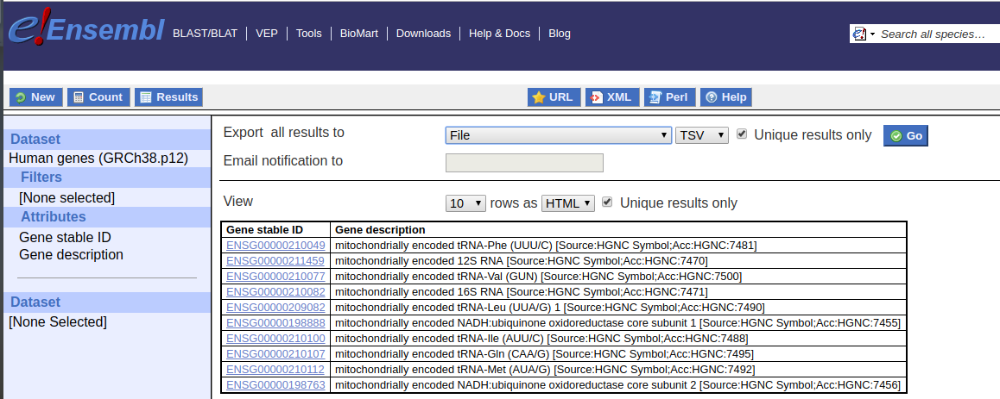 e!Ensembl BLAST/BLAT VEP Tools BioMart Downloads Help & Docs Blog e! Search all species…
New Count Results URL XML Perl Help
Dataset
Human genes (GRCh38.p12)
Filters
[None selected]
Attributes
Gene stable ID
Gene description
Dataset
[None Selected]
Export all results to File TSV Unique results only Go
Email notification to
View 10 rows as HTML Unique results only
Gene stable ID Gene description
ENSG00000210049 mitochondrially encoded tRNA-Phe (UUU/C) [Source:HGNC Symbol;Acc:HGNC:7481]
ENSG00000211459 mitochondrially encoded 12S RNA [Source:HGNC Symbol;Acc:HGNC:7470]
ENSG00000210077 mitochondrially encoded tRNA-Val (GUN) [Source:HGNC Symbol;Acc:HGNC:7500]
ENSG00000210082 mitochondrially encoded 16S RNA [Source:HGNC Symbol;Acc:HGNC:7471]
ENSG00000209082 mitochondrially encoded tRNA-Leu (UUA/G) 1 [Source:HGNC Symbol;Acc:HGNC:7490]
ENSG00000198888 mitochondrially encoded NADH:ubiquinone oxidoreductase core subunit 1 [Source:HGNC Symbol;Acc:HGNC:7455]
ENSG00000210100 mitochondrially encoded tRNA-Ile (AUU/C) [Source:HGNC Symbol;Acc:HGNC:7488]
ENSG00000210107 mitochondrially encoded tRNA-Gln (CAA/G) [Source:HGNC Symbol;Acc:HGNC:7495]
ENSG00000210112 mitochondrially encoded tRNA-Met (AUA/G) [Source:HGNC Symbol;Acc:HGNC:7492]
ENSG00000198763 mitochondrially encoded NADH:ubiquinone oxidoreductase core subunit 2 [Source:HGNC Symbol;Acc:HGNC:7456]